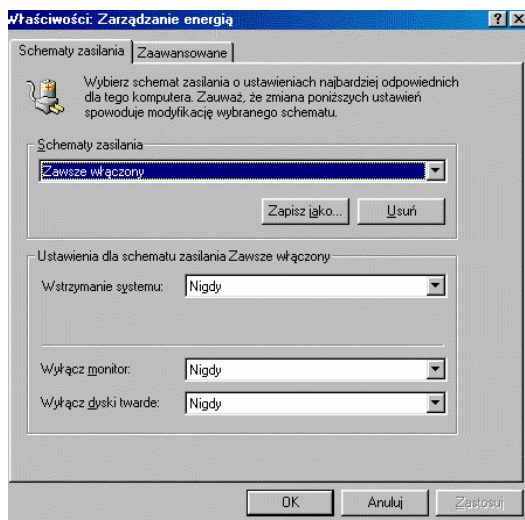 Właściwości: Zarządzanie energią
Schematy zasilania Zaawansowane
Wybierz schemat zasilania o ustawieniach najbardziej odpowiednich
dla tego komputera. Zauważ, że zmiana poniższych ustawień
spowoduje modyfikację wybranego schematu.
Schematy zasilania
Zawsze włączony
Zapisz jako... Usuń
Ustawienia dla schematu zasilania Zawsze włączony
Wstrzymanie systemu: Nigdy
Wyłącz monitor: Nigdy
Wyłącz dyski twarde: Nigdy
OK Anuluj Zastosuj